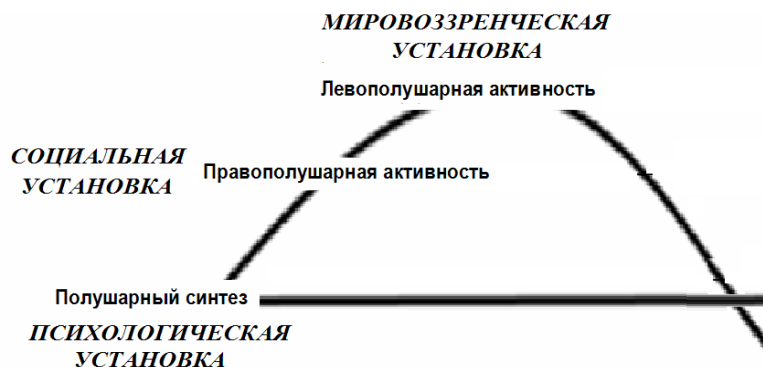 МИРОВОЗЗРЕНЧЕСКАЯ
УСТАНОВКА
Левополушарная активность
СОЦИАЛЬНАЯ
УСТАНОВКА
Правополушарная активность
Полушарный синтез
ПСИХОЛОГИЧЕСКАЯ
УСТАНОВКА